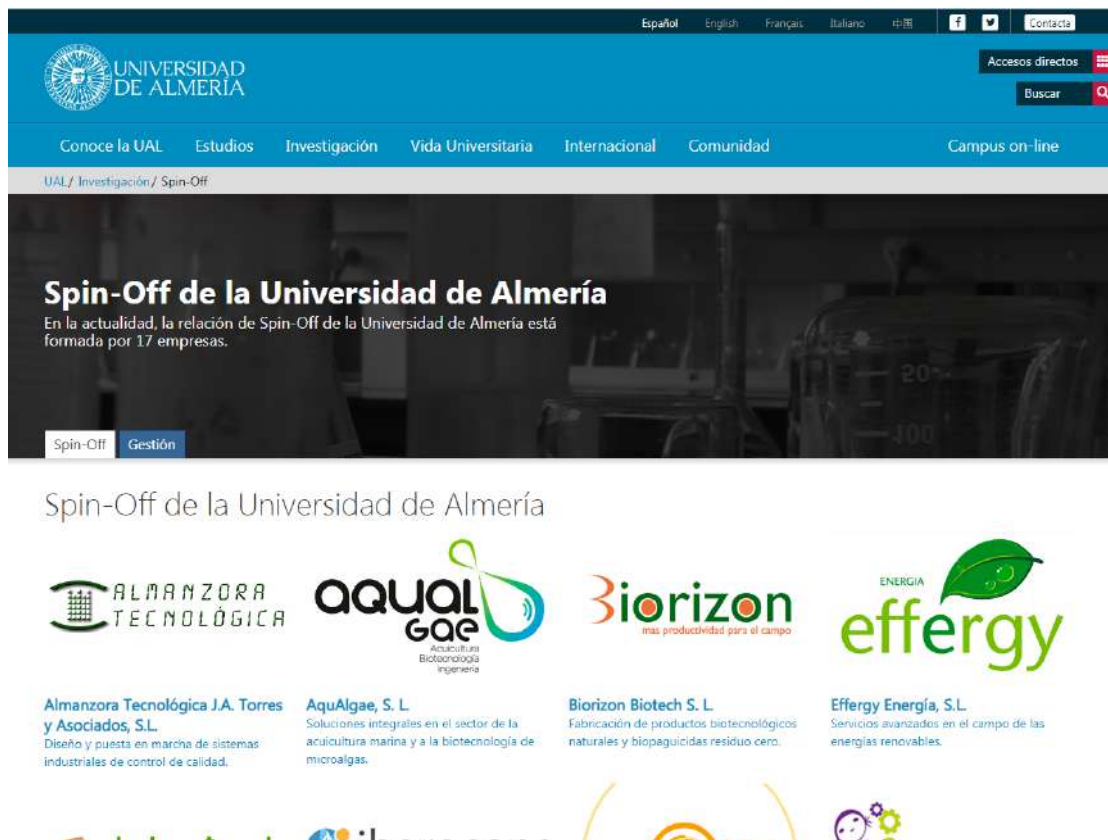 Español English Français Italiano 中国 f Contacta
UNIVERSIDAD
DE ALMERÍA
Accesos directos
Buscar
Conoce la UAL Estudios Investigación Vida Universitaria Internacional Comunidad Campus on-line
UAL/ Investigación/ Spin-Off
Spin-Off de la Universidad de Almería
En la actualidad, la relación de Spin-Off de la Universidad de Almería está
formada por 17 empresas.
20
100
Spin-Off Gestión
Spin-Off de la Universidad de Almería
ALMANZORA
TECNOLÓGICA
aqual
gae
Acuicultura
Biotecnología
Ingeniería
Biorizon
mas productividad para el campo
ENERGIA
effergy
Almanzora Tecnológica J.A. Torres
y Asociados, S.L.
Diseño y puesta en marcha de sistemas
industriales de control de calidad.
AquAlgae, S. L.
Soluciones integrales en el sector de la
acuicultura marina y a la biotecnología de
microalgas.
Biorizon Biotech S. L.
Fabricación de productos biotecnológicos
naturales y biopaguicidas residuo cero.
Effergy Energía, S.L.
Servicios avanzados en el campo de las
energías renovables.